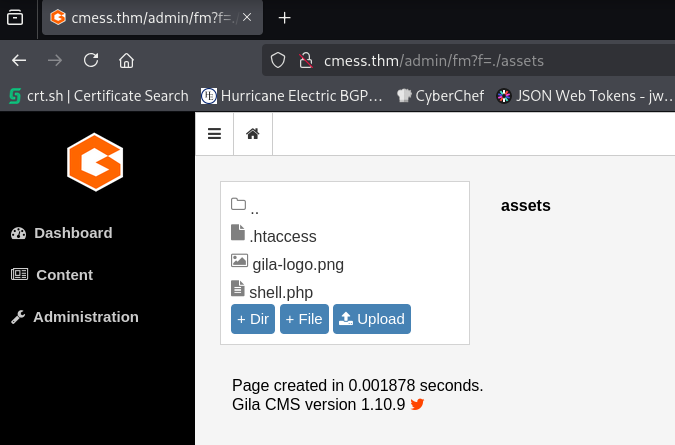 cmess.thm/admin/fm?f=./
cmess.thm/admin/fm?f=./assets
crt.sh | Certificate Search
Hurricane Electric BGP…
CyberChef
JSON Web Tokens - jw…
Dashboard
Content
Administration
..
.htaccess
gila-logo.png
shell.php
+ Dir + File Upload
assets
Page created in 0.001878 seconds.
Gila CMS version 1.10.9